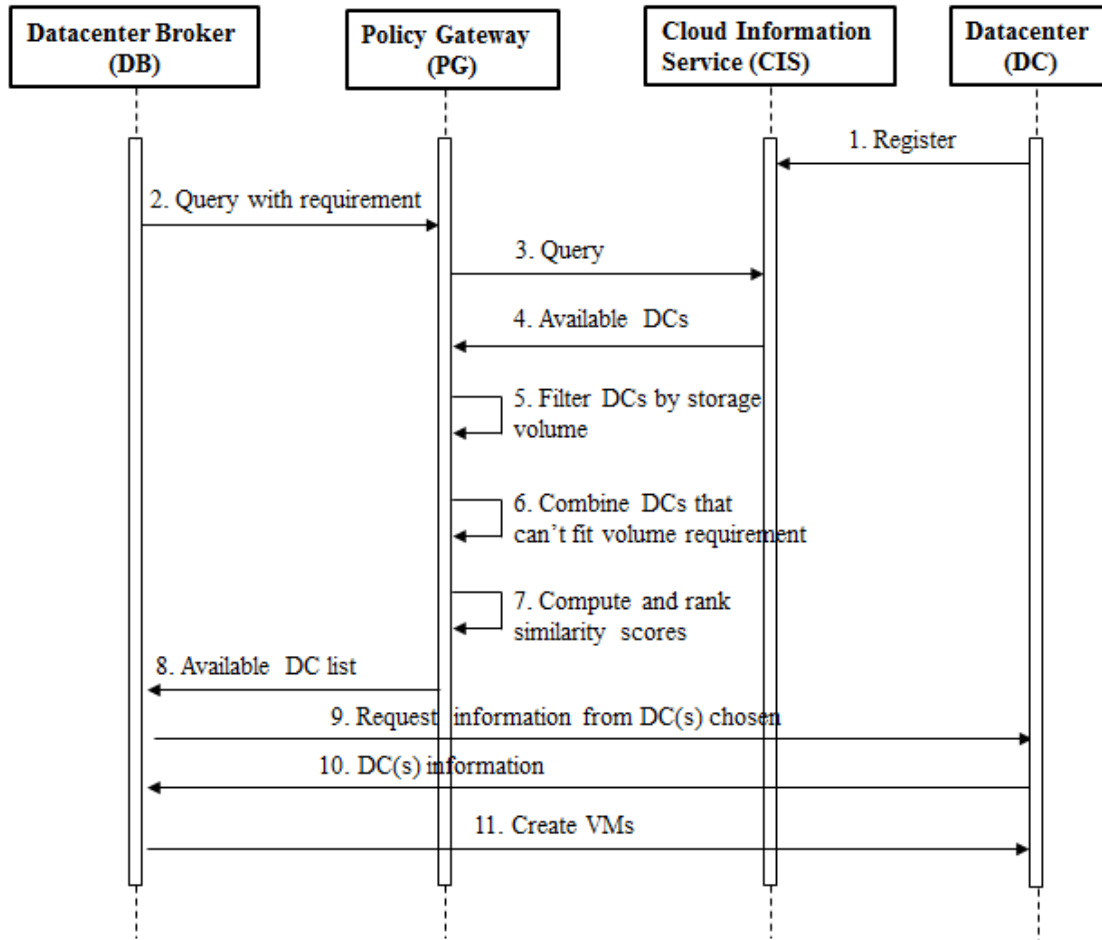 Datacenter Broker
(DB)
Policy Gateway
(PG)
Cloud Information
Service (CIS)
Datacenter
(DC)
1. Register
2. Query with requirement
3. Query
4. Available DCs
5. Filter DCs by storage
volume
6. Combine DCs that
can't fit volume requirement
7. Compute and rank
similarity scores
8. Available DC list
9. Request information from DC(s) chosen
10. DC(s) information
11. Create VMs